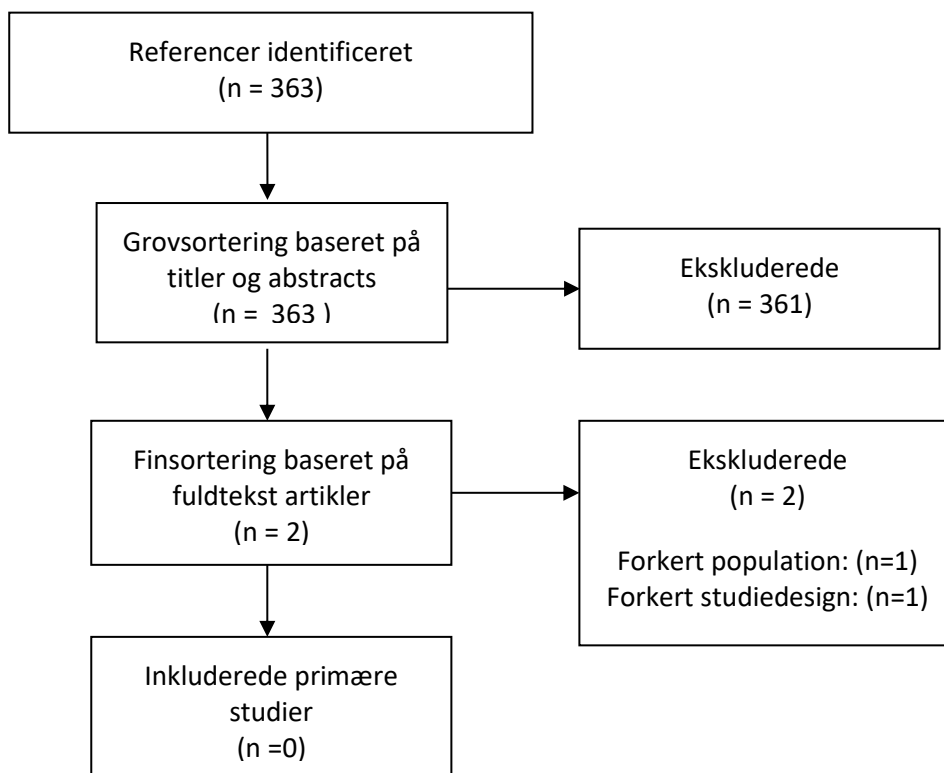 Referencer identificeret
(n = 363)
Grovsortering baseret på
titler og abstracts
(n = 363 )
Ekskluderede
(n = 361)
Finsortering baseret på
fuldtekst artikler
(n = 2)
Ekskluderede
(n = 2)
Forkert population: (n=1)
Forkert studiedesign: (n=1)
Inkluderede primære
studier
(n =0)